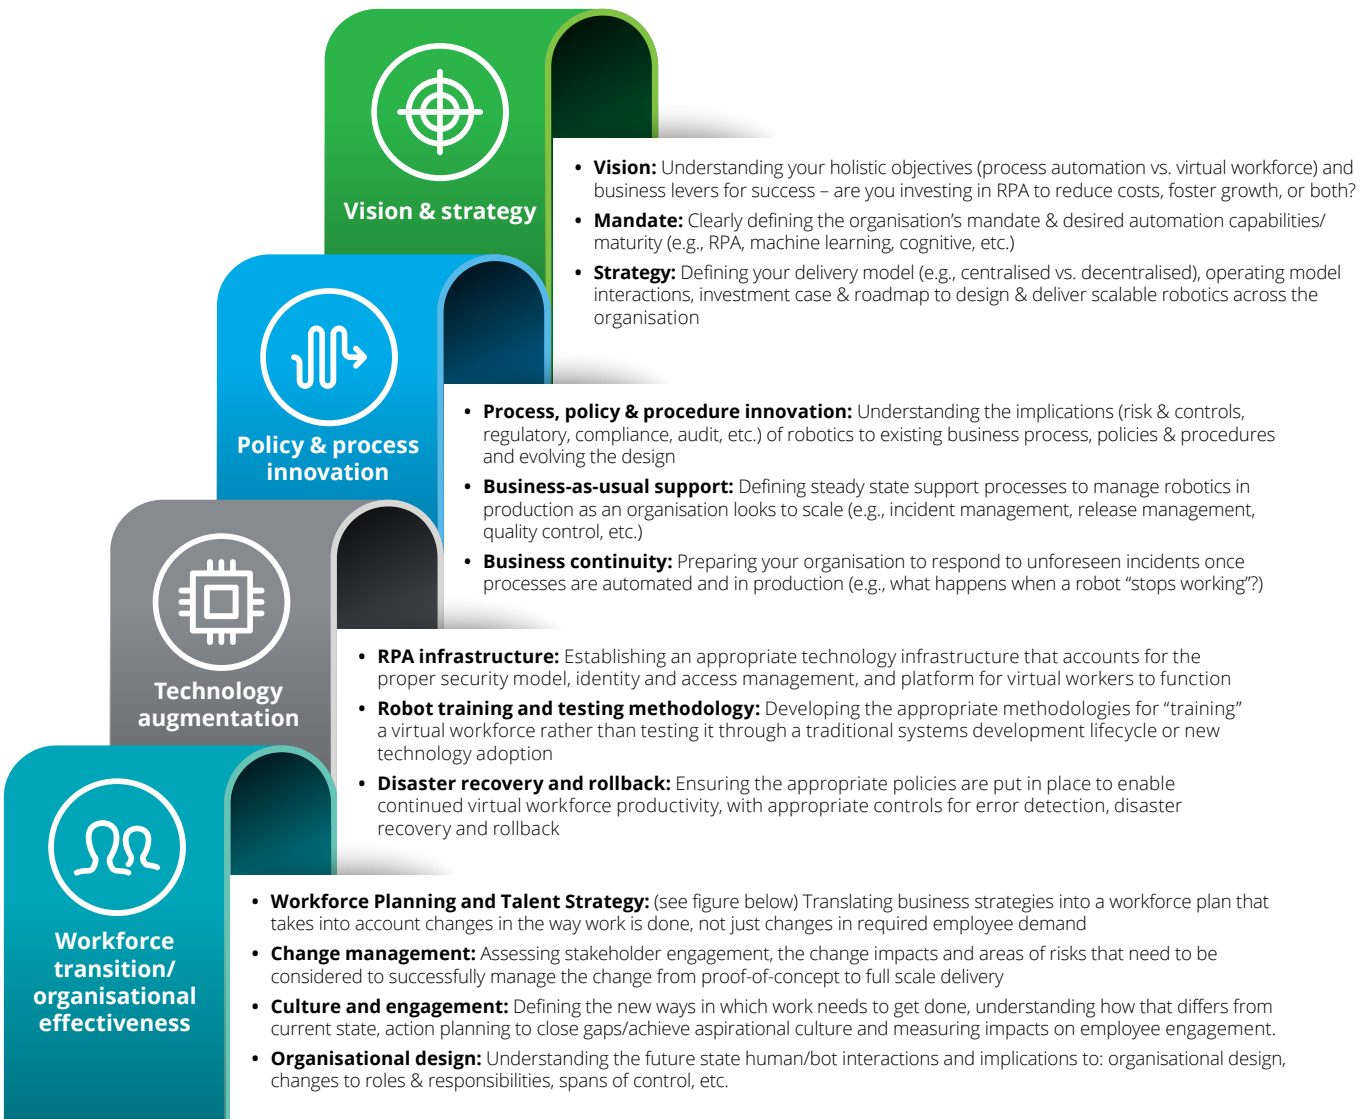 Vision & strategy
• Vision: Understanding your holistic objectives (process automation vs. virtual workforce) and
business levers for success – are you investing in RPA to reduce costs, foster growth, or both?
• Mandate: Clearly defining the organisation’s mandate & desired automation capabilities/
maturity (e.g., RPA, machine learning, cognitive, etc.)
• Strategy: Defining your delivery model (e.g., centralised vs. decentralised), operating model
interactions, investment case & roadmap to design & deliver scalable robotics across the
organisation
Policy & process
innovation
• Process, policy & procedure innovation: Understanding the implications (risk & controls,
regulatory, compliance, audit, etc.) of robotics to existing business process, policies & procedures
and evolving the design
• Business-as-usual support: Defining steady state support processes to manage robotics in
production as an organisation looks to scale (e.g., incident management, release management,
quality control, etc.)
• Business continuity: Preparing your organisation to respond to unforeseen incidents once
processes are automated and in production (e.g., what happens when a robot “stops working”?)
Technology
augmentation
• RPA infrastructure: Establishing an appropriate technology infrastructure that accounts for the
proper security model, identity and access management, and platform for virtual workers to function
• Robot training and testing methodology: Developing the appropriate methodologies for “training”
a virtual workforce rather than testing it through a traditional systems development lifecycle or new
technology adoption
• Disaster recovery and rollback: Ensuring the appropriate policies are put in place to enable
continued virtual workforce productivity, with appropriate controls for error detection, disaster
recovery and rollback
Workforce
transition/
organisational
effectiveness
• Workforce Planning and Talent Strategy: (see figure below) Translating business strategies into a workforce plan that
takes into account changes in the way work is done, not just changes in required employee demand
• Change management: Assessing stakeholder engagement, the change impacts and areas of risks that need to be
considered to successfully manage the change from proof-of-concept to full scale delivery
• Culture and engagement: Defining the new ways in which work needs to get done, understanding how that differs from
current state, action planning to close gaps/achieve aspirational culture and measuring impacts on employee engagement.
• Organisational design: Understanding the future state human/bot interactions and implications to: organisational design,
changes to roles & responsibilities, spans of control, etc.